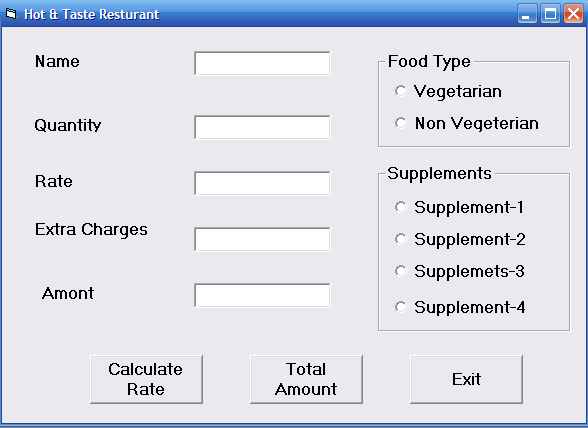 Hot & Taste Resturant
Name
Quantity
Rate
Extra Charges
Amont
Food Type
Vegetarian
Non Vegeterian
Supplements
Supplement-1
Supplement-2
Supplemets-3
Supplement-4
Calculate
Rate
Total
Amount
Exit